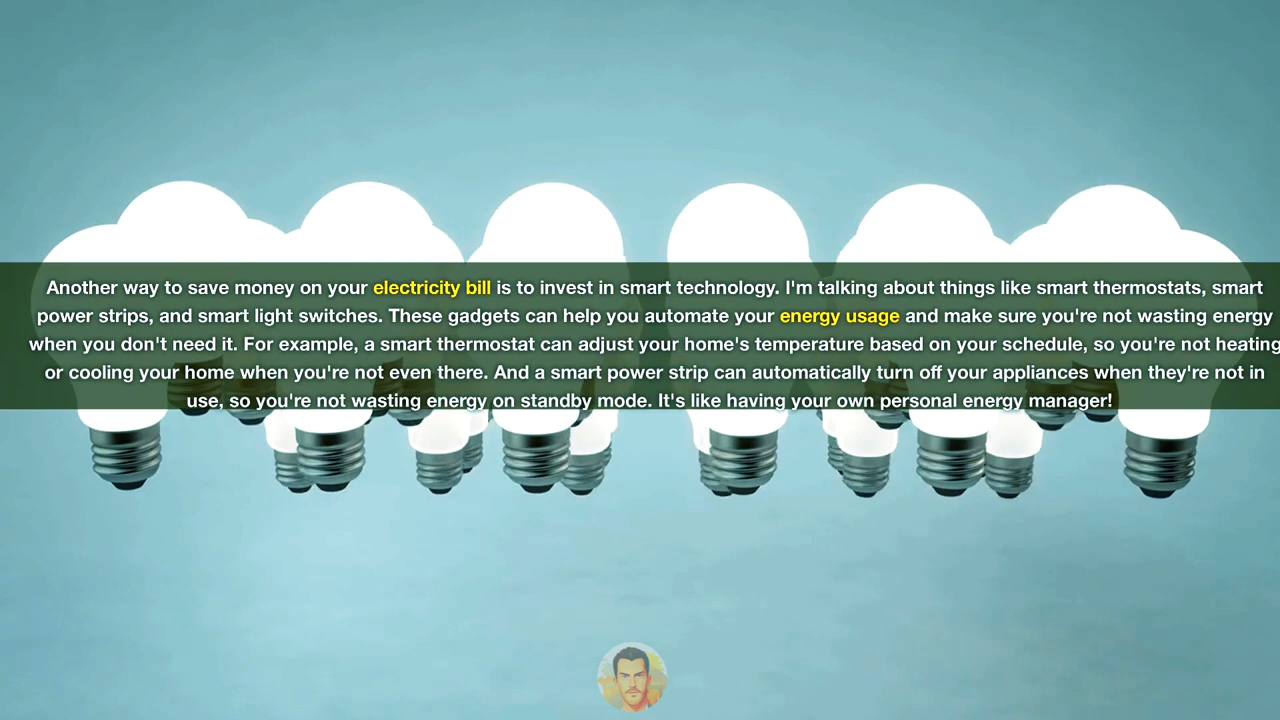 Another way to save money on your electricity bill is to invest in smart technology. I'm talking about things like smart thermostats, smart
power strips, and smart light switches. These gadgets can help you automate your energy usage and make sure you're not wasting energy
when you don't need it. For example, a smart thermostat can adjust your home's temperature based on your schedule, so you're not heating
or cooling your home when you're not even there. And a smart power strip can automatically turn off your appliances when they're not in
use, so you're not wasting energy on standby mode. It's like having your own personal energy manager!